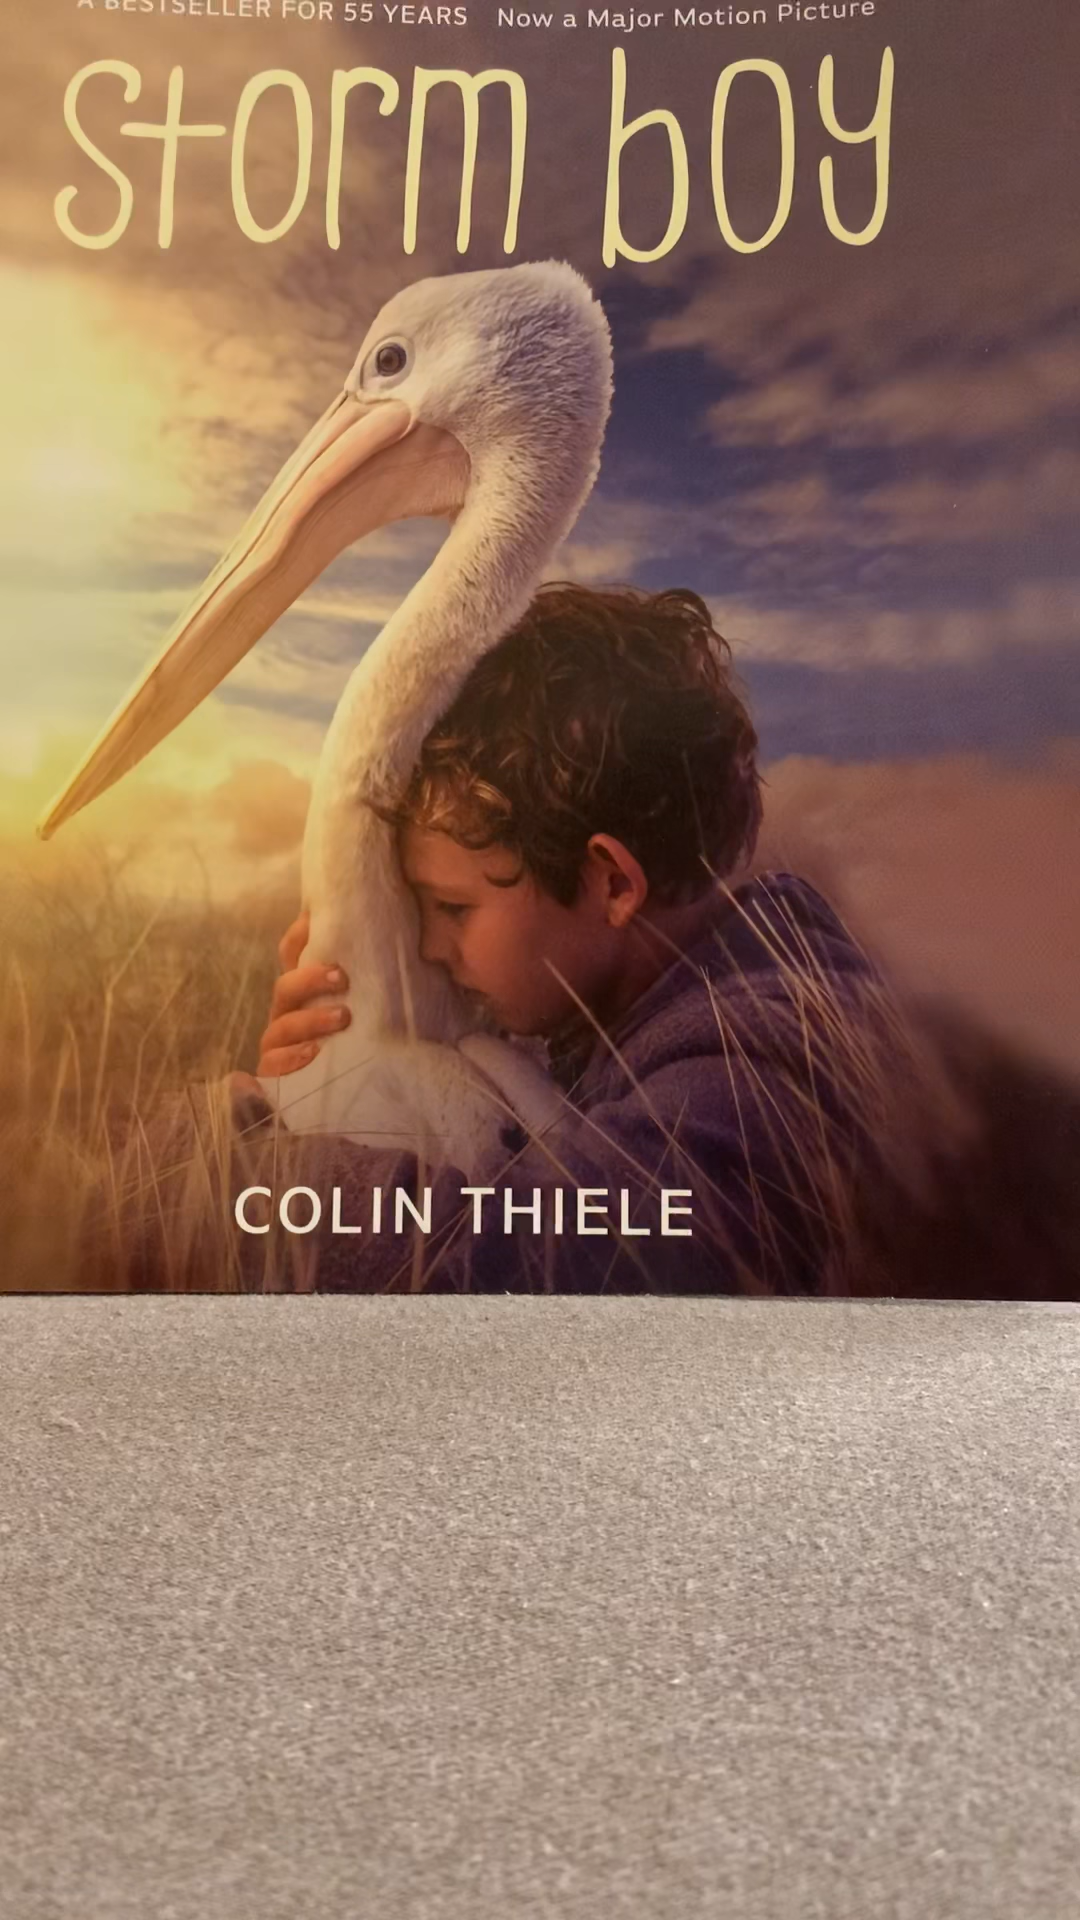 A BESTSELLER FOR 55 YEARS Now a Major Motion Picture
Storm boy
COLIN THIELE